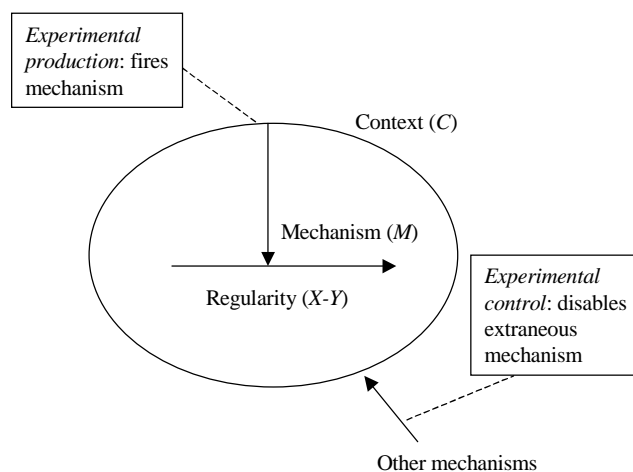 Experimental
production: fires
mechanism
Context (C)
Mechanism (M)
Regularity (X-Y)
Experimental
control: disables
extraneous
mechanism
Other mechanisms